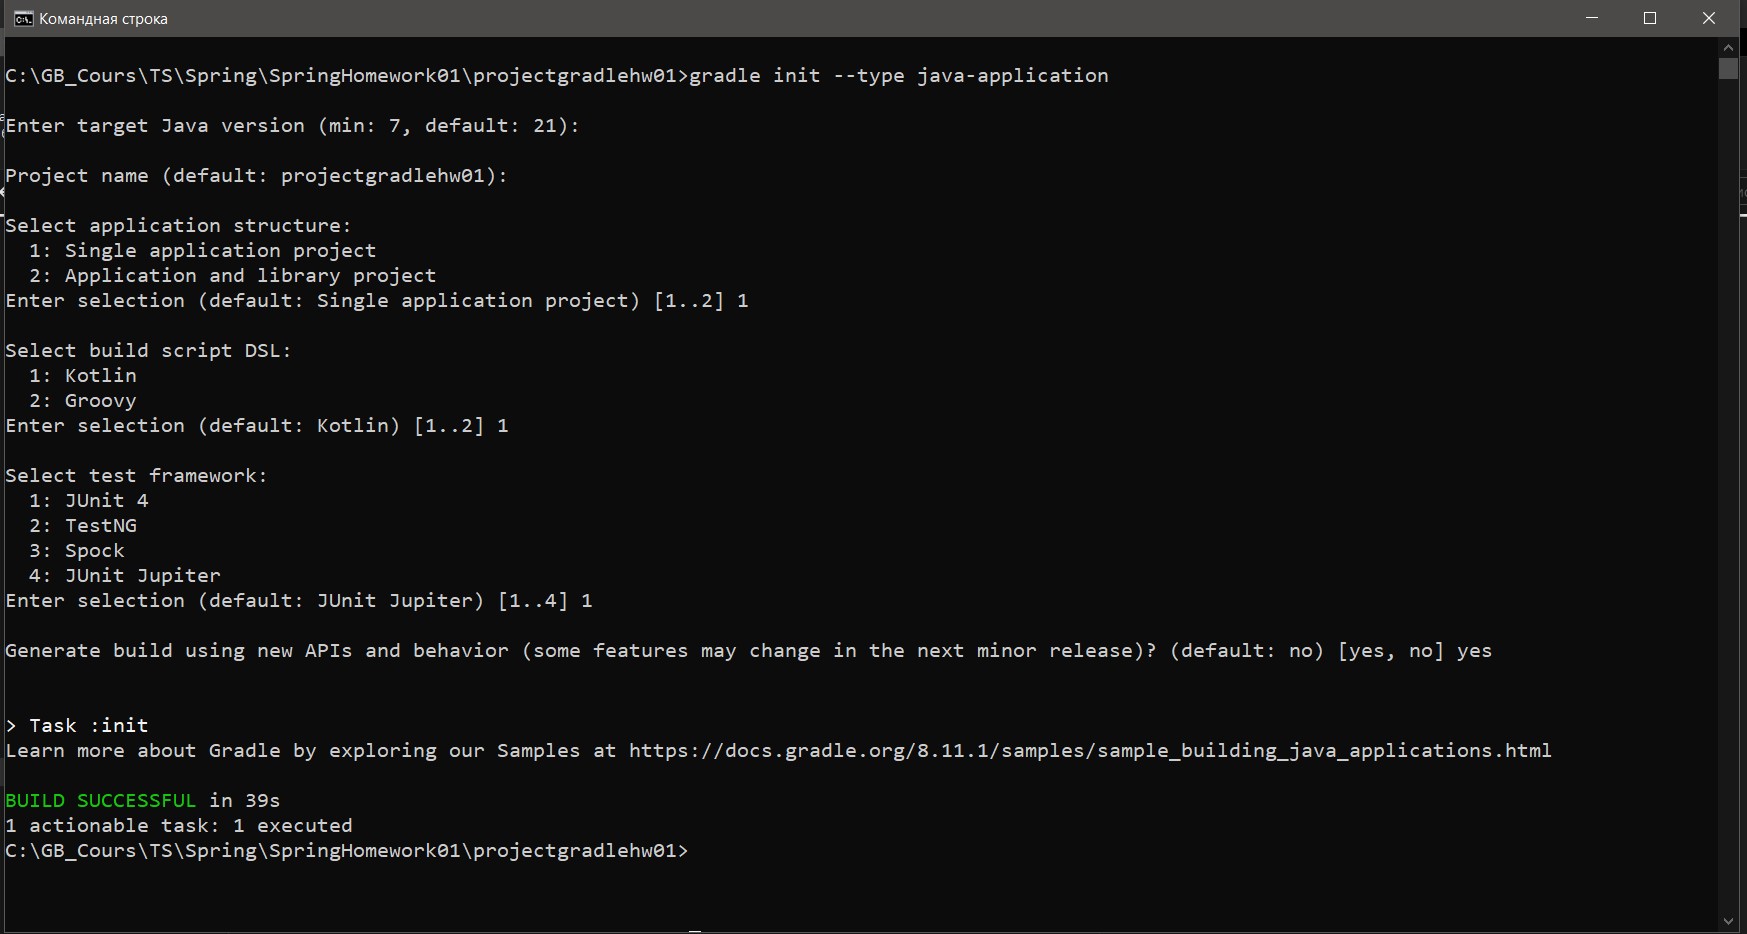 Командная строка
C:\GB_Cours\TS\Spring\SpringHomework01\projectgradlehw01>gradle init --type java-application
Enter target Java version (min: 7, default: 21):
Project name (default: projectgradlehw01):
Select application structure:
  1: Single application project
  2: Application and library project
Enter selection (default: Single application project) [1..2] 1
Select build script DSL:
  1: Kotlin
  2: Groovy
Enter selection (default: Kotlin) [1..2] 1
Select test framework:
  1: JUnit 4
  2: TestNG
  3: Spock
  4: JUnit Jupiter
Enter selection (default: JUnit Jupiter) [1..4] 1
Generate build using new APIs and behavior (some features may change in the next minor release)? (default: no) [yes, no] yes
> Task :init
Learn more about Gradle by exploring our Samples at https://docs.gradle.org/8.11.1/samples/sample_building_java_applications.html
BUILD SUCCESSFUL in 39s
1 actionable task: 1 executed
C:\GB_Cours\TS\Spring\SpringHomework01\projectgradlehw01>